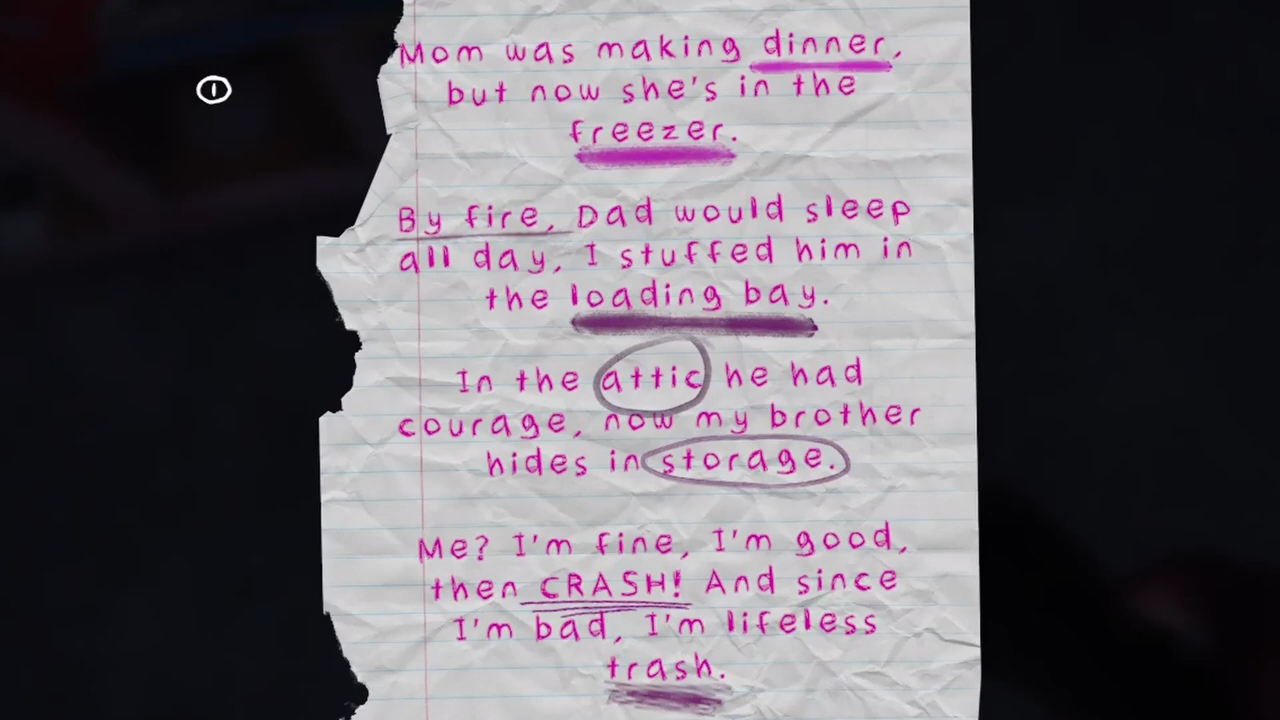 Mom was making dinner,
but now she's in the
freezer.
By fire, Dad would sleep
all day, I stuffed him in
the loading bay.
In the attic he had
courage, now my brother
hides in storage.
Me? I'm fine, I'm good,
then CRASH! And since
I'm bad, I'm lifeless
trash.